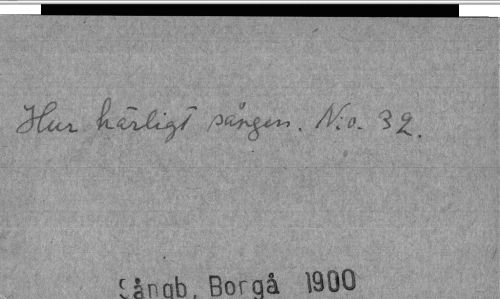 Hur härligt sången. N:o. 32.
Sångb, Borgå 1900